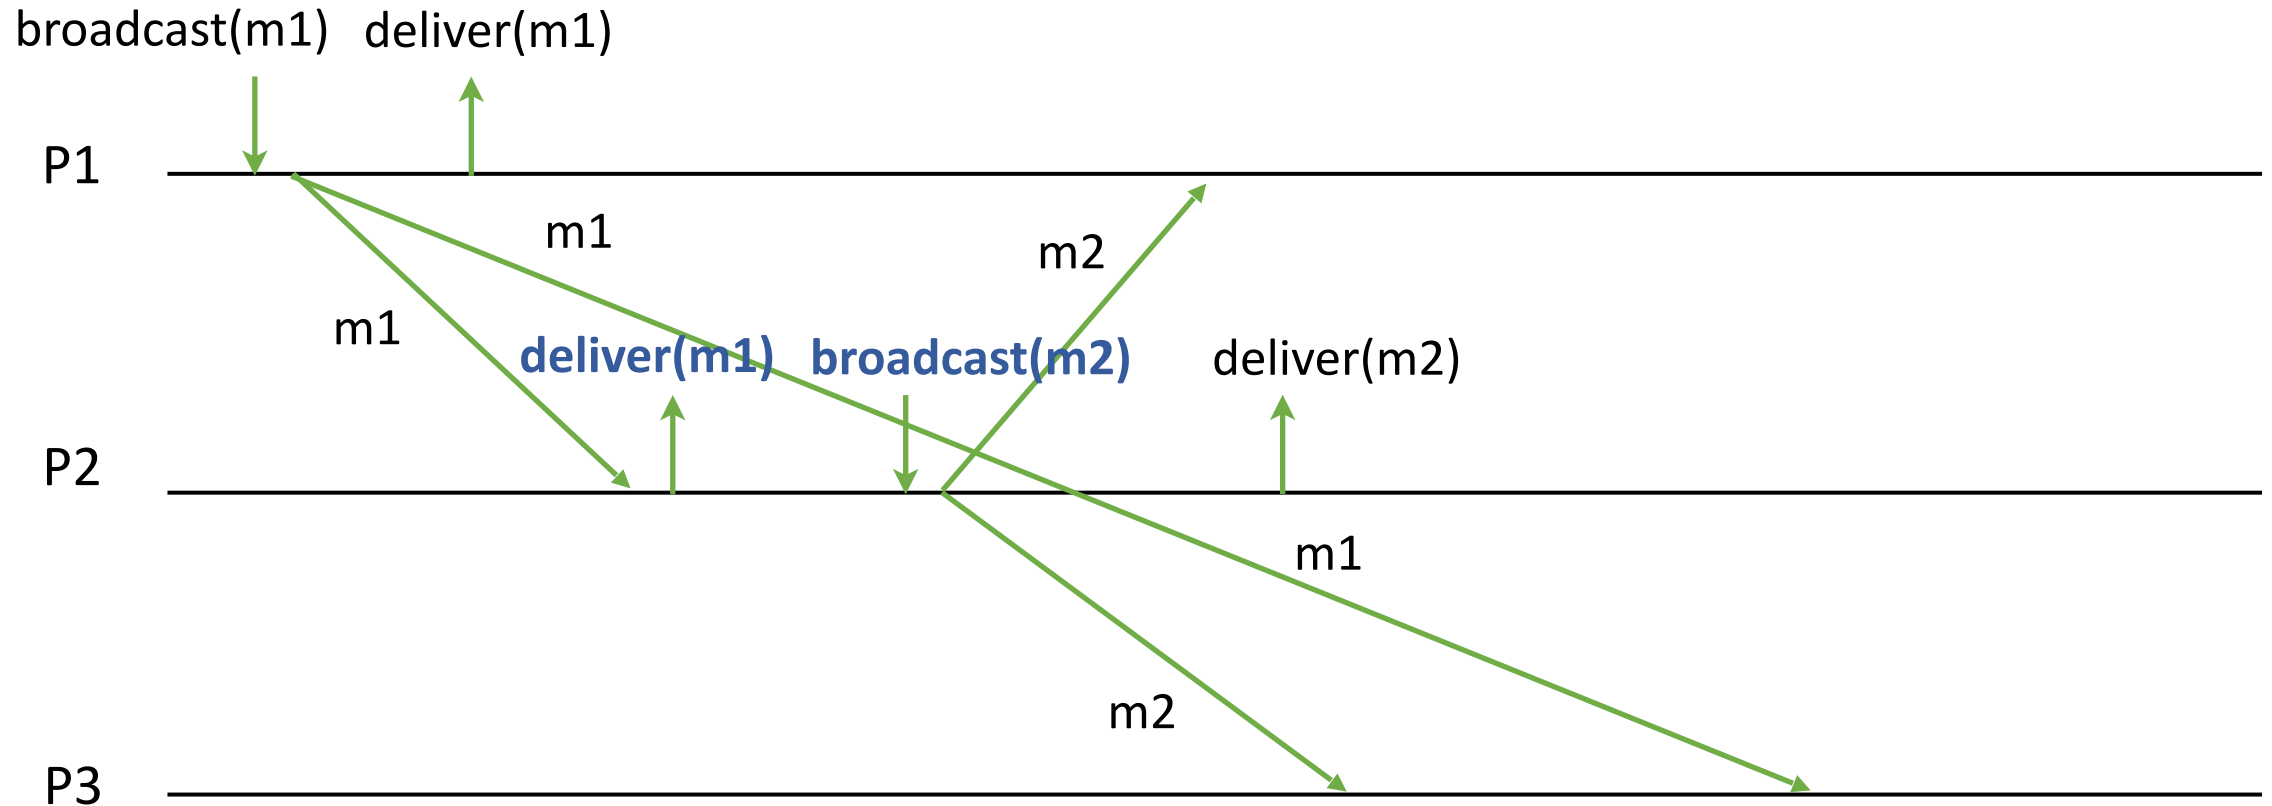 broadcast(m1) deliver(m1)
P1
m1
m2
m1
deliver(m1) broadcast(m2) deliver(m2)
P2
m1
m2
P3